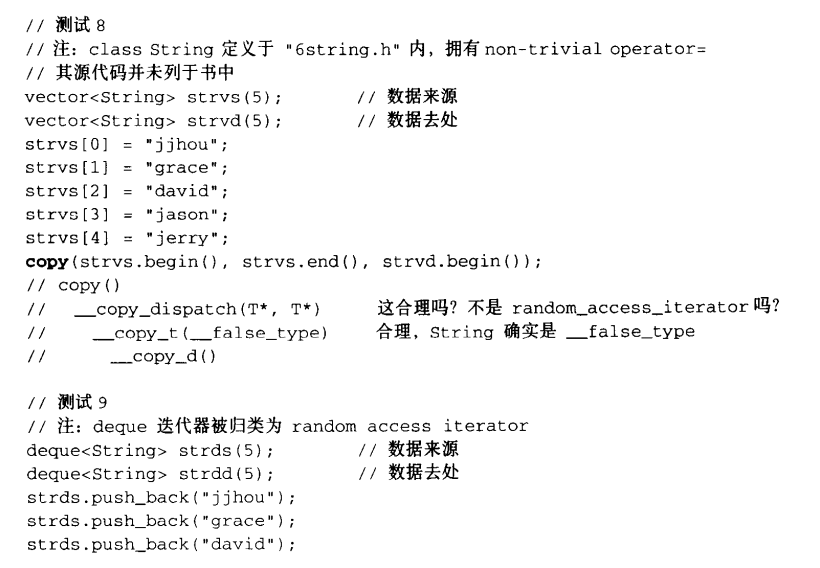 // 测试 8
// 注: class String 定义于 "6string.h" 内, 拥有 non-trivial operator=
// 其源代码并未列于书中
vector<String> strvs(5);        // 数据来源
vector<String> strvd(5);        // 数据去处
strvs[0] = "jjhou";
strvs[1] = "grace";
strvs[2] = "david";
strvs[3] = "jason";
strvs[4] = "jerry";
copy(strvs.begin(), strvs.end(), strvd.begin());
// copy()
//   __copy_dispatch(T*, T*)      这合理吗? 不是 random_access_iterator 吗?
//     __copy_t(__false_type)     合理, String 确实是 __false_type
//       __copy_d()
// 测试 9
// 注: deque 迭代器被归类为 random access iterator
deque<String> strds(5);         // 数据来源
deque<String> strdd(5);         // 数据去处
strds.push_back("jjhou");
strds.push_back("grace");
strds.push_back("david");